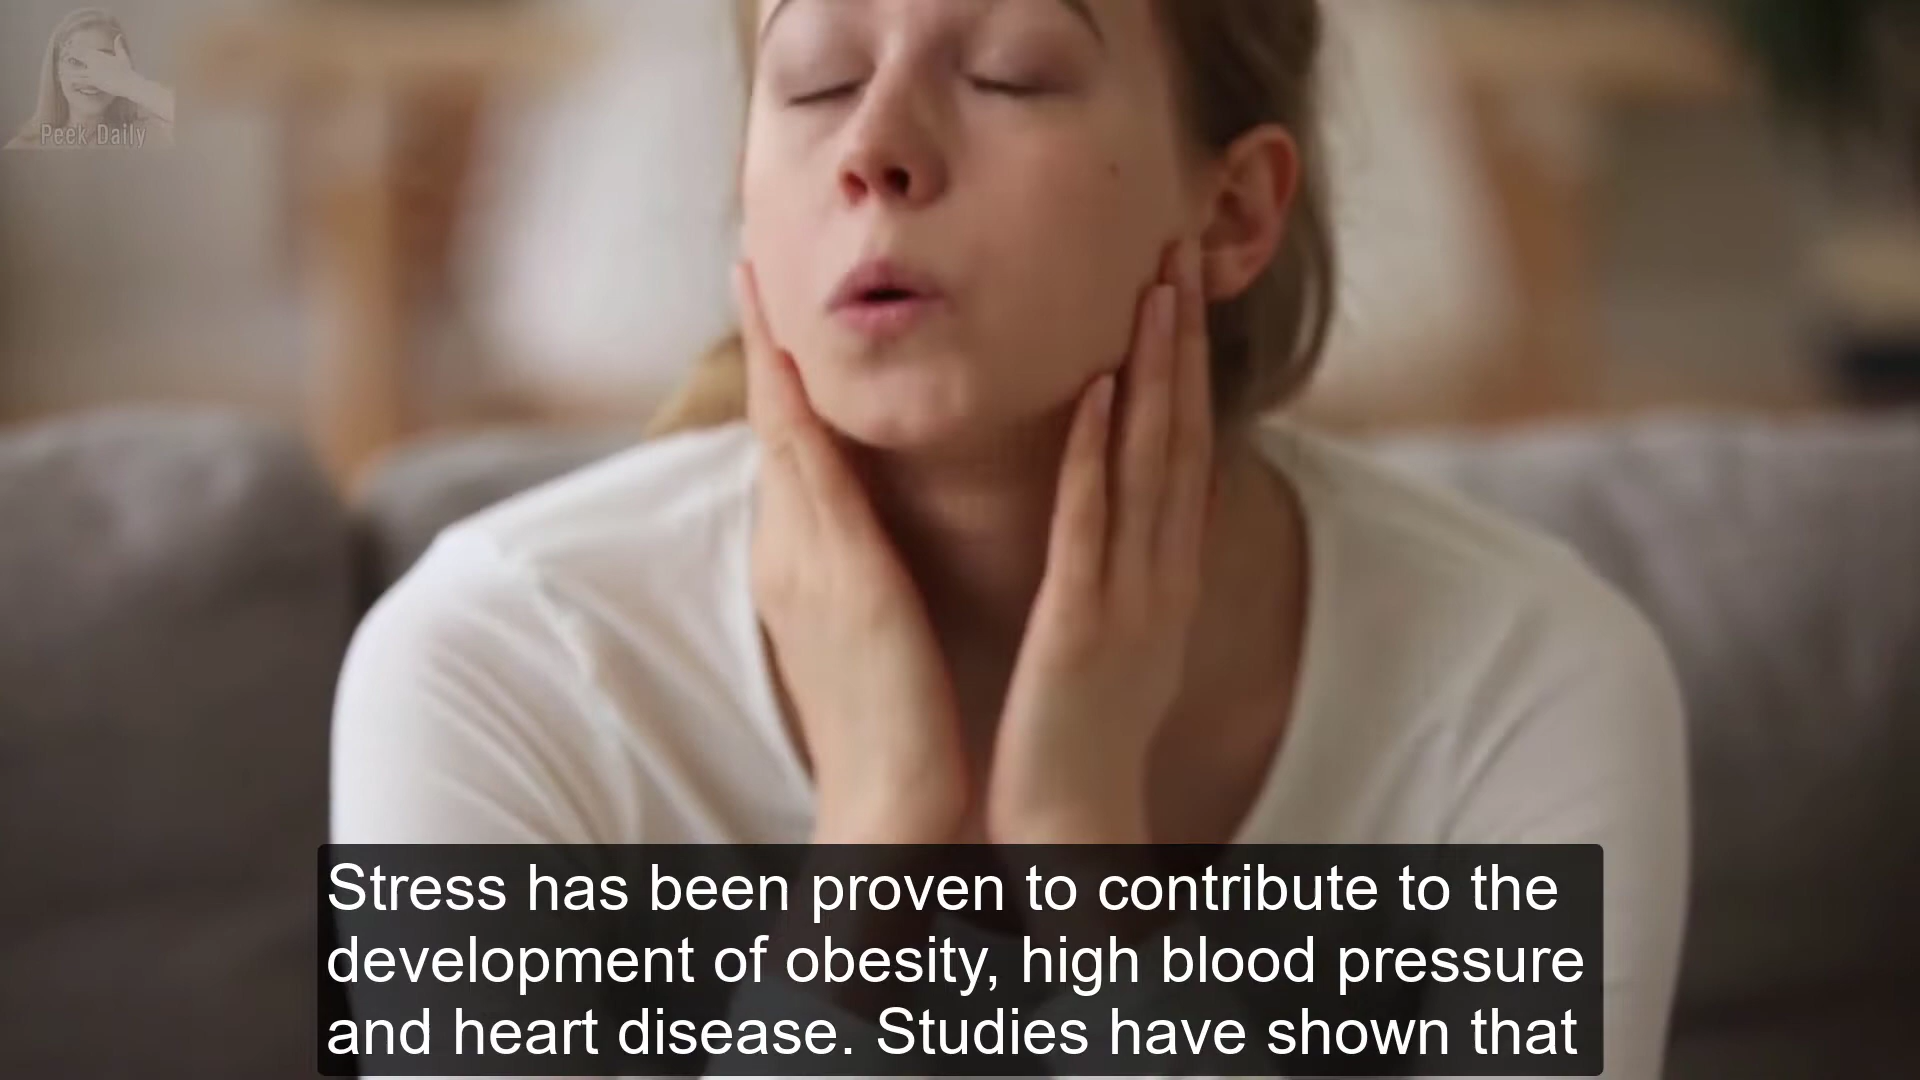 Peek Daily
Stress has been proven to contribute to the
development of obesity, high blood pressure
and heart disease. Studies have shown that